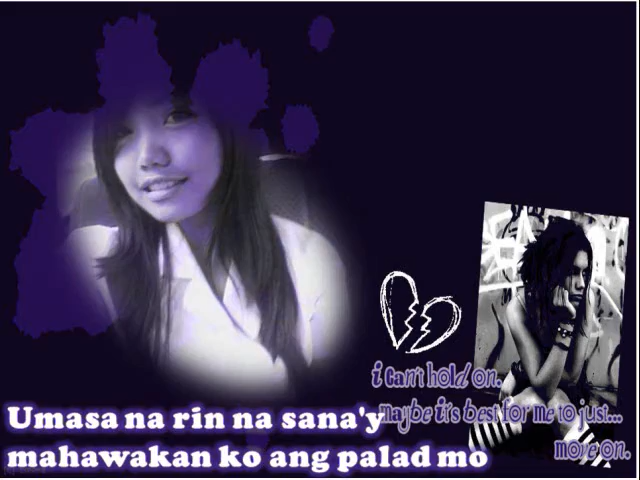 i can't hold on.
maybe it's best for me to just...
move on.
Umasa na rin na sana'y
mahawakan ko ang palad mo